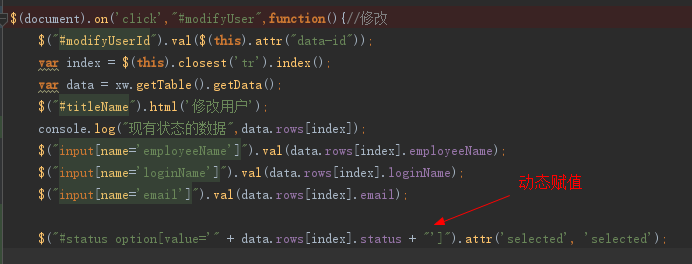 $(document).on('click',"#modifyUser",function(){//修改
$("#modifyUserId").val($(this).attr("data-id"));
var index = $(this).closest('tr').index();
var data = xw.getTable().getData();
$("#titleName").html('修改用户');
console.log("现有状态的数据",data.rows[index]);
$("input[name='employeeName']").val(data.rows[index].employeeName);
$("input[name='loginName']").val(data.rows[index].loginName);
$("input[name='email']").val(data.rows[index].email);
动态赋值
$("#status option[value='" + data.rows[index].status + "']").attr('selected', 'selected');